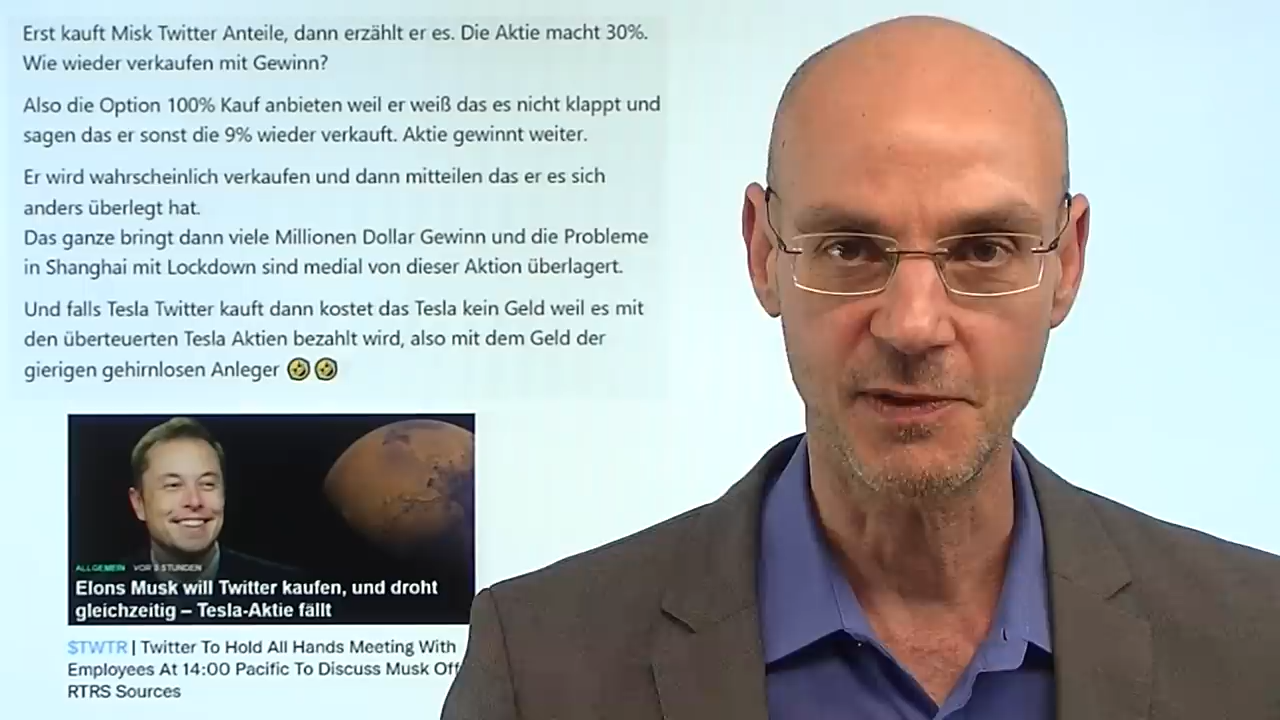 Erst kauft Misk Twitter Anteile, dann erzählt er es. Die Aktie macht 30%.
Wie wieder verkaufen mit Gewinn?
Also die Option 100% Kauf anbieten weil er weiß das es nicht klappt und
sagen das er sonst die 9% wieder verkauft. Aktie gewinnt weiter.
Er wird wahrscheinlich verkaufen und dann mitteilen das er es sich
anders überlegt hat.
Das ganze bringt dann viele Millionen Dollar Gewinn und die Probleme
in Shanghai mit Lockdown sind medial von dieser Aktion überlagert.
Und falls Tesla Twitter kauft dann kostet das Tesla kein Geld weil es mit
den überteuerten Tesla Aktien bezahlt wird, also mit dem Geld der
gierigen gehirnlosen Anleger 🤣🤣
ALLGEMEIN VOR 3 STUNDEN
Elons Musk will Twitter kaufen, und droht
gleichzeitig – Tesla-Aktie fällt
$TWTR | Twitter To Hold All Hands Meeting With
Employees At 14:00 Pacific To Discuss Musk Off
RTRS Sources